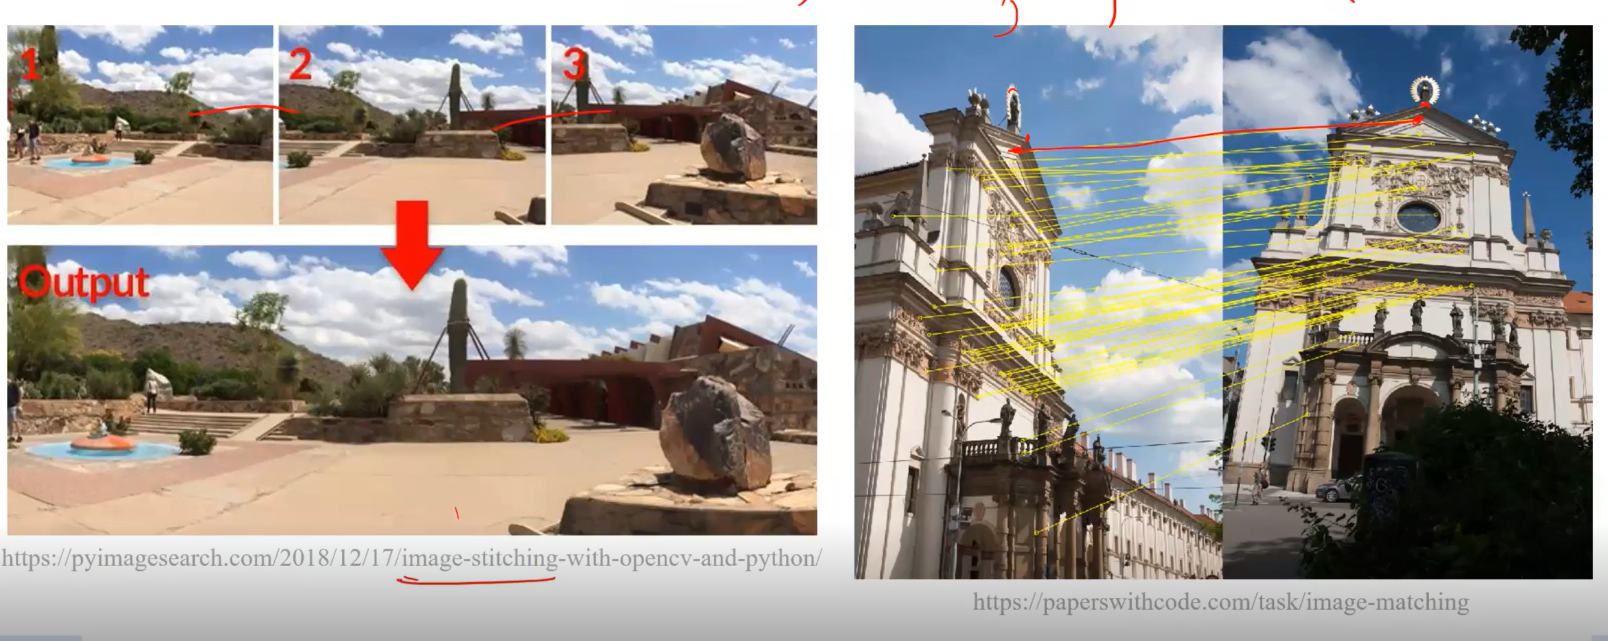 1
2
3
Output
https://pyimagesearch.com/2018/12/17/image-stitching-with-opencv-and-python/
https://paperswithcode.com/task/image-matching